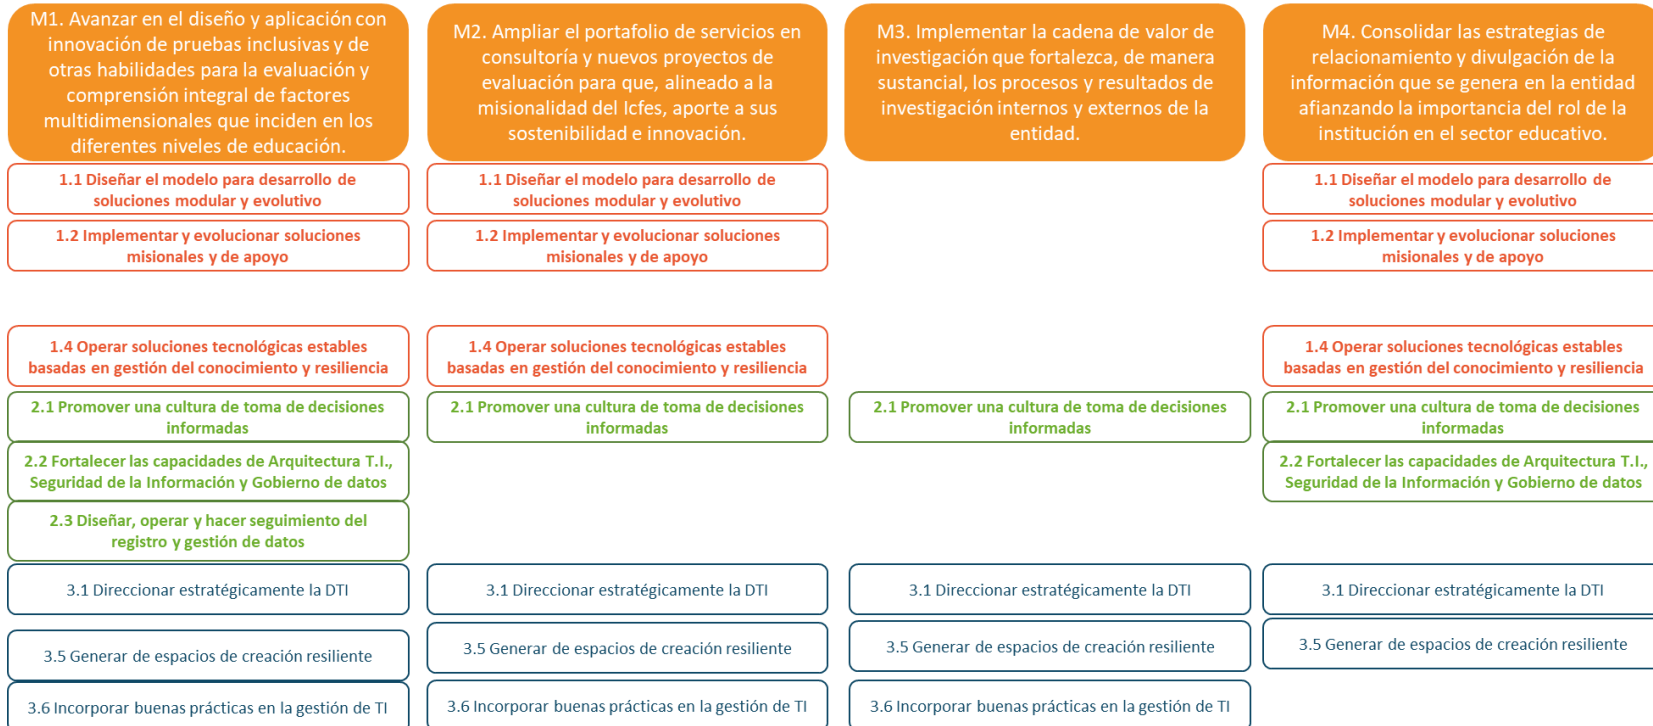 M1. Avanzar en el diseño y aplicación con
innovación de pruebas inclusivas y de
otras habilidades para la evaluación y
comprensión integral de factores
multidimensionales que inciden en los
diferentes niveles de educación.
1.1 Diseñar el modelo para desarrollo de
soluciones modular y evolutivo
1.2 Implementar y evolucionar soluciones
misionales y de apoyo
1.4 Operar soluciones tecnológicas estables
basadas en gestión del conocimiento y resiliencia
2.1 Promover una cultura de toma de decisiones
informadas
2.2 Fortalecer las capacidades de Arquitectura T.I.,
Seguridad de la Información y Gobierno de datos
2.3 Diseñar, operar y hacer seguimiento del
registro y gestión de datos
3.1 Direccionar estratégicamente la DTI
3.5 Generar de espacios de creación resiliente
3.6 Incorporar buenas prácticas en la gestión de TI
M2. Ampliar el portafolio de servicios en
consultoría y nuevos proyectos de
evaluación para que, alineado a la
misionalidad del Icfes, aporte a sus
sostenibilidad e innovación.
1.1 Diseñar el modelo para desarrollo de
soluciones modular y evolutivo
1.2 Implementar y evolucionar soluciones
misionales y de apoyo
1.4 Operar soluciones tecnológicas estables
basadas en gestión del conocimiento y resiliencia
2.1 Promover una cultura de toma de decisiones
informadas
3.1 Direccionar estratégicamente la DTI
3.5 Generar de espacios de creación resiliente
3.6 Incorporar buenas prácticas en la gestión de TI
M3. Implementar la cadena de valor de
investigación que fortalezca, de manera
sustancial, los procesos y resultados de
investigación internos y externos de la
entidad.
2.1 Promover una cultura de toma de decisiones
informadas
3.1 Direccionar estratégicamente la DTI
3.5 Generar de espacios de creación resiliente
3.6 Incorporar buenas prácticas en la gestión de TI
M4. Consolidar las estrategias de
relacionamiento y divulgación de la
información que se genera en la entidad
afianzando la importancia del rol de la
institución en el sector educativo.
1.1 Diseñar el modelo para desarrollo de
soluciones modular y evolutivo
1.2 Implementar y evolucionar soluciones
misionales y de apoyo
1.4 Operar soluciones tecnológicas estables
basadas en gestión del conocimiento y resiliencia
2.1 Promover una cultura de toma de decisiones
informadas
2.2 Fortalecer las capacidades de Arquitectura T.I.,
Seguridad de la Información y Gobierno de datos
3.1 Direccionar estratégicamente la DTI
3.5 Generar de espacios de creación resiliente